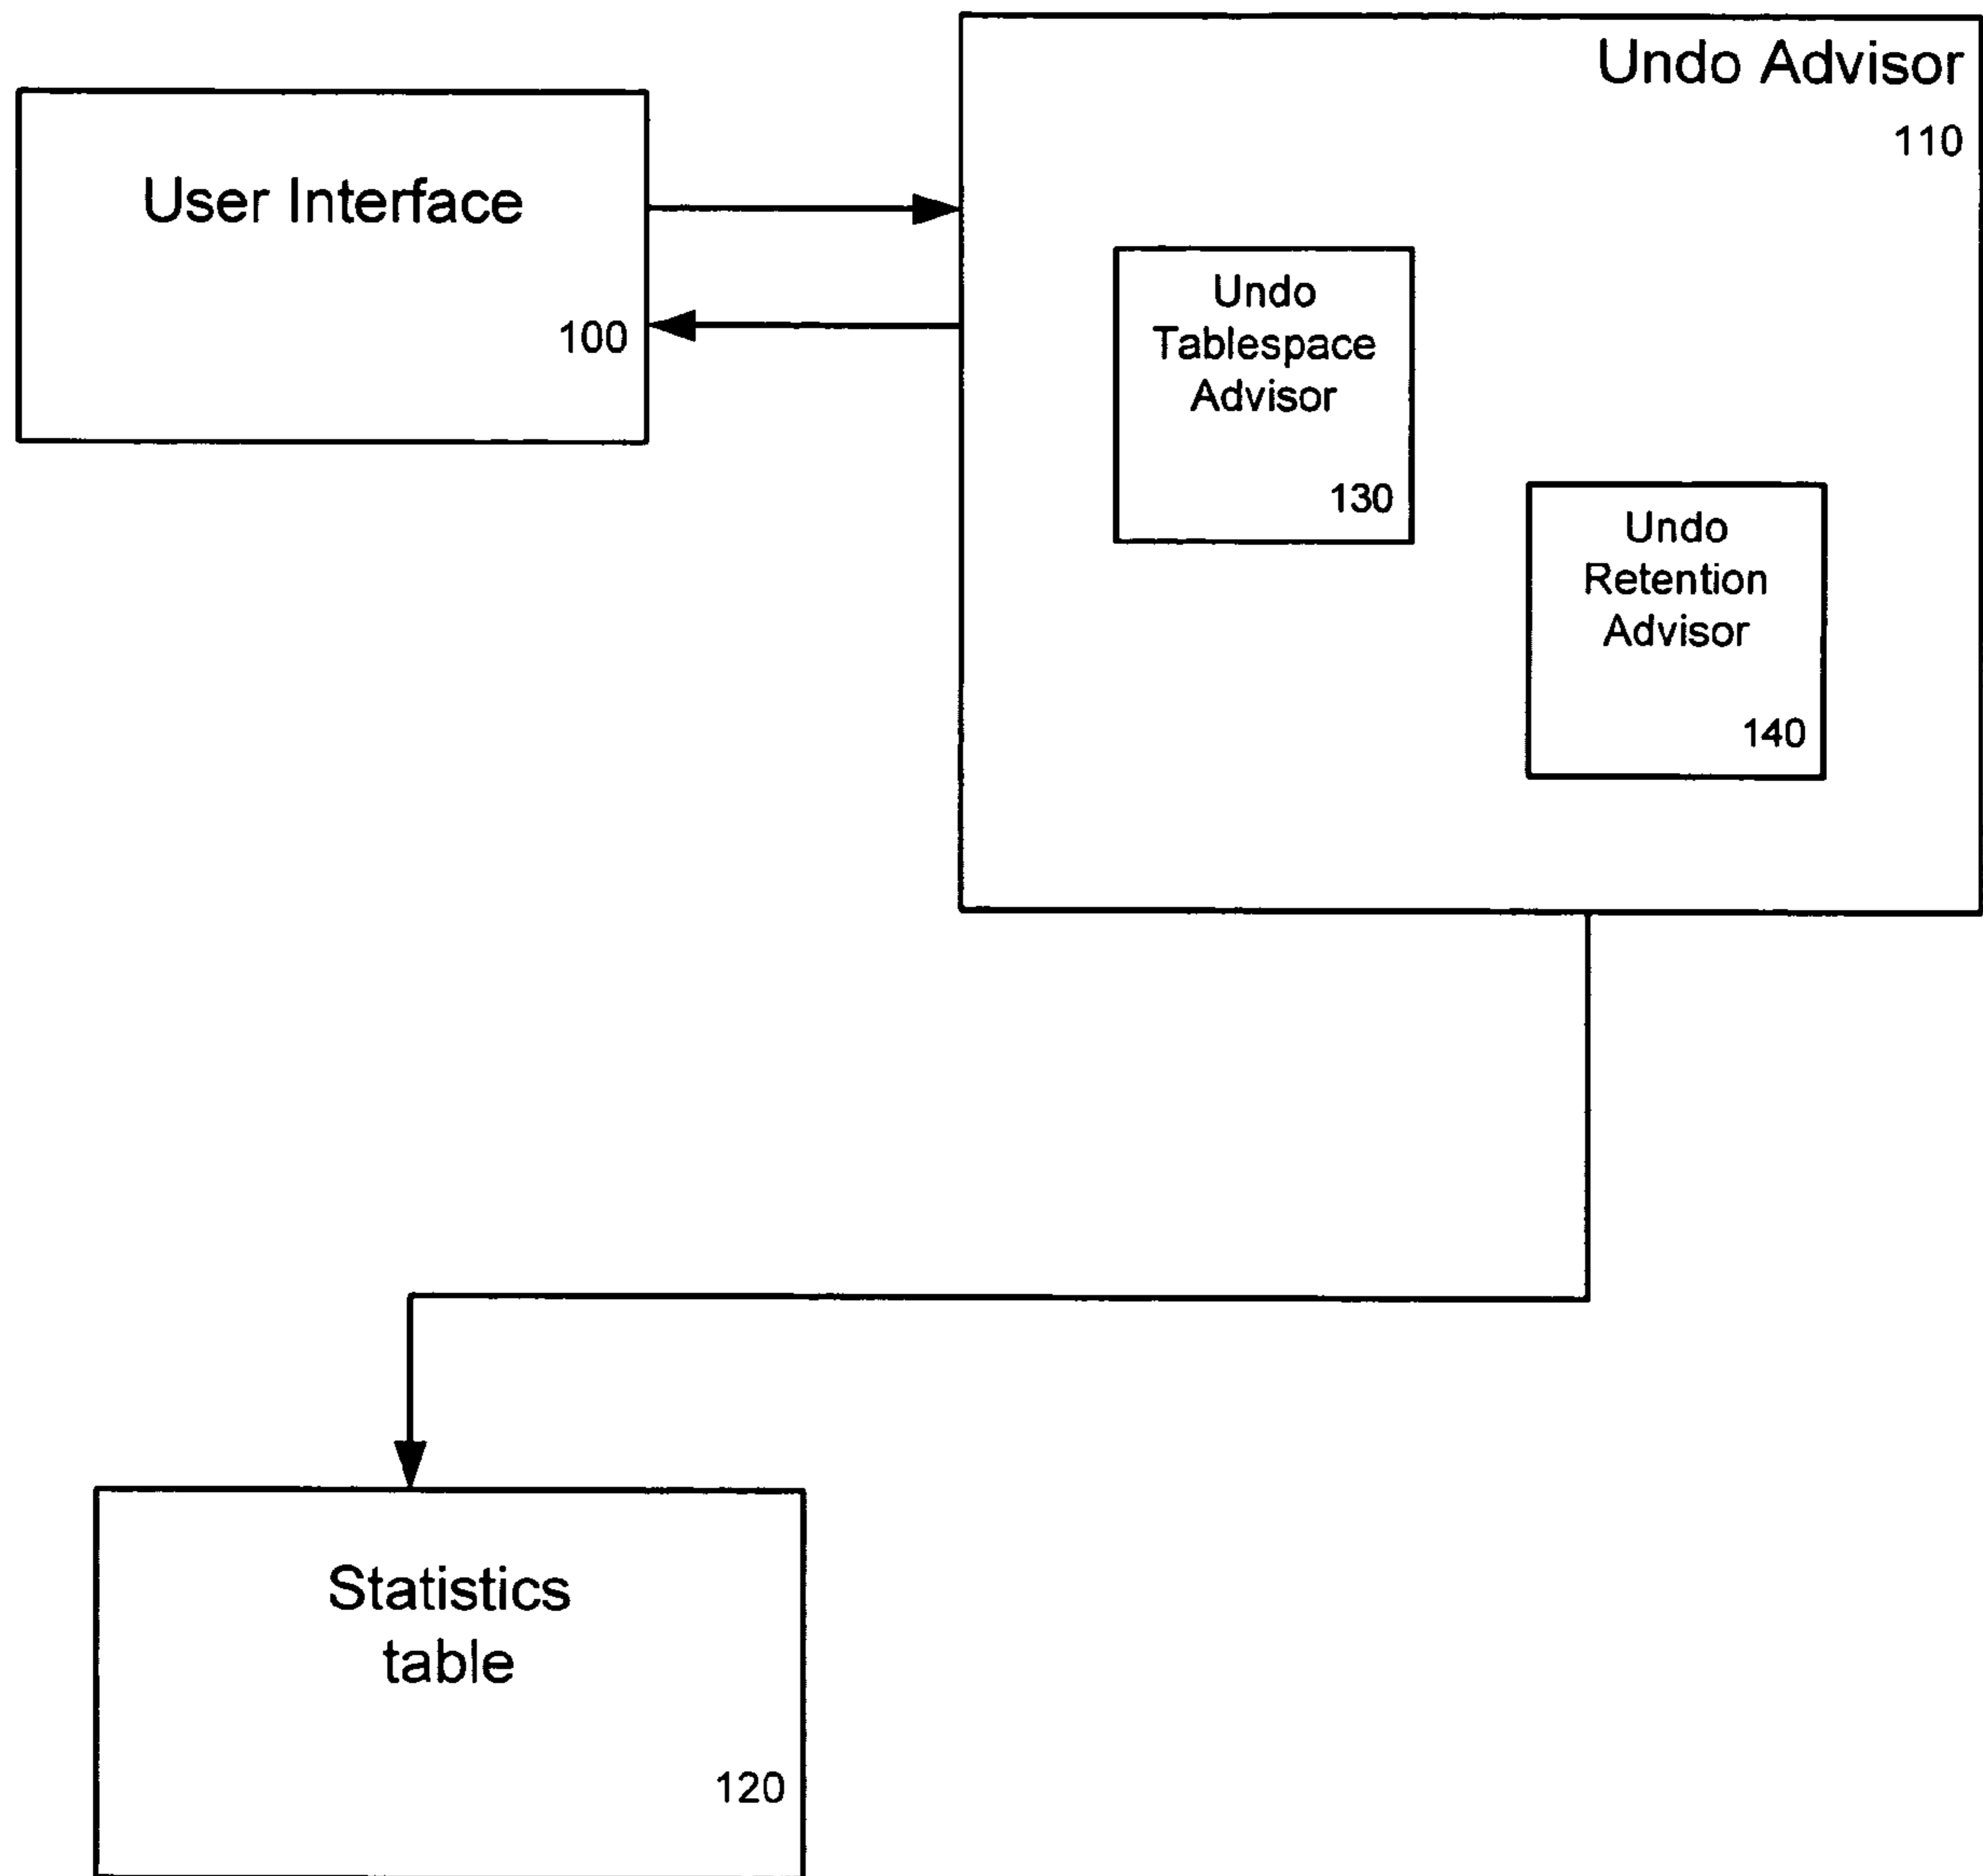 Undo Advisor
110
User Interface
100
Undo
Tablespace
Advisor
130
Undo
Retention
Advisor
140
Statistics
table
120